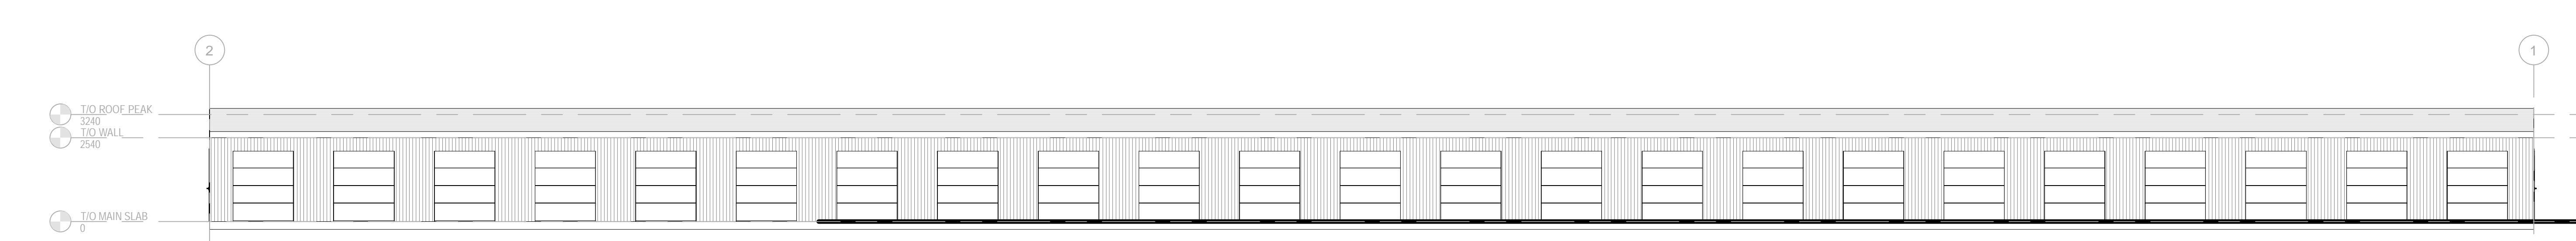 2
1
T/O ROOF PEAK
3240
T/O WALL
2540
T/O MAIN SLAB
0